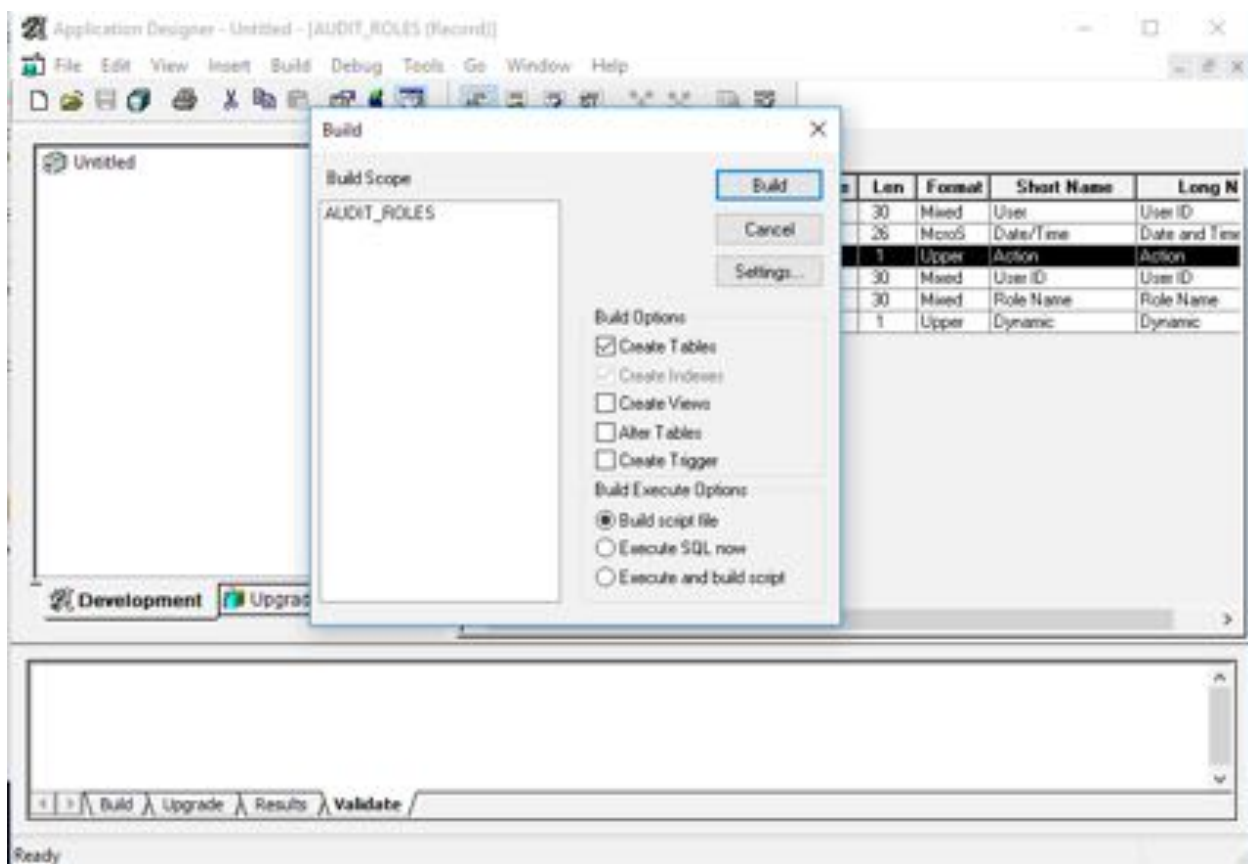 Application Designer - Untitled - [AUDIT_ROLES (Record)]
File Edit View Insert Build Debug Tools Go Window Help
Untitled
Build
Build Scope
AUDIT_ROLES
Build
Cancel
Settings...
Build Options
Create Tables
Create Indexes
Create Views
Alter Tables
Create Trigger
Build Execute Options
Build script file
Execute SQL now
Execute and build script
Len Format Short Name Long N
30 Mixed User User ID
26 McroS Date/Time Date and Time
1 Upper Action Action
30 Mixed User ID User ID
30 Mixed Role Name Role Name
1 Upper Dynamic Dynamic
Development Upgrad
Build Upgrade Results Validate
Ready